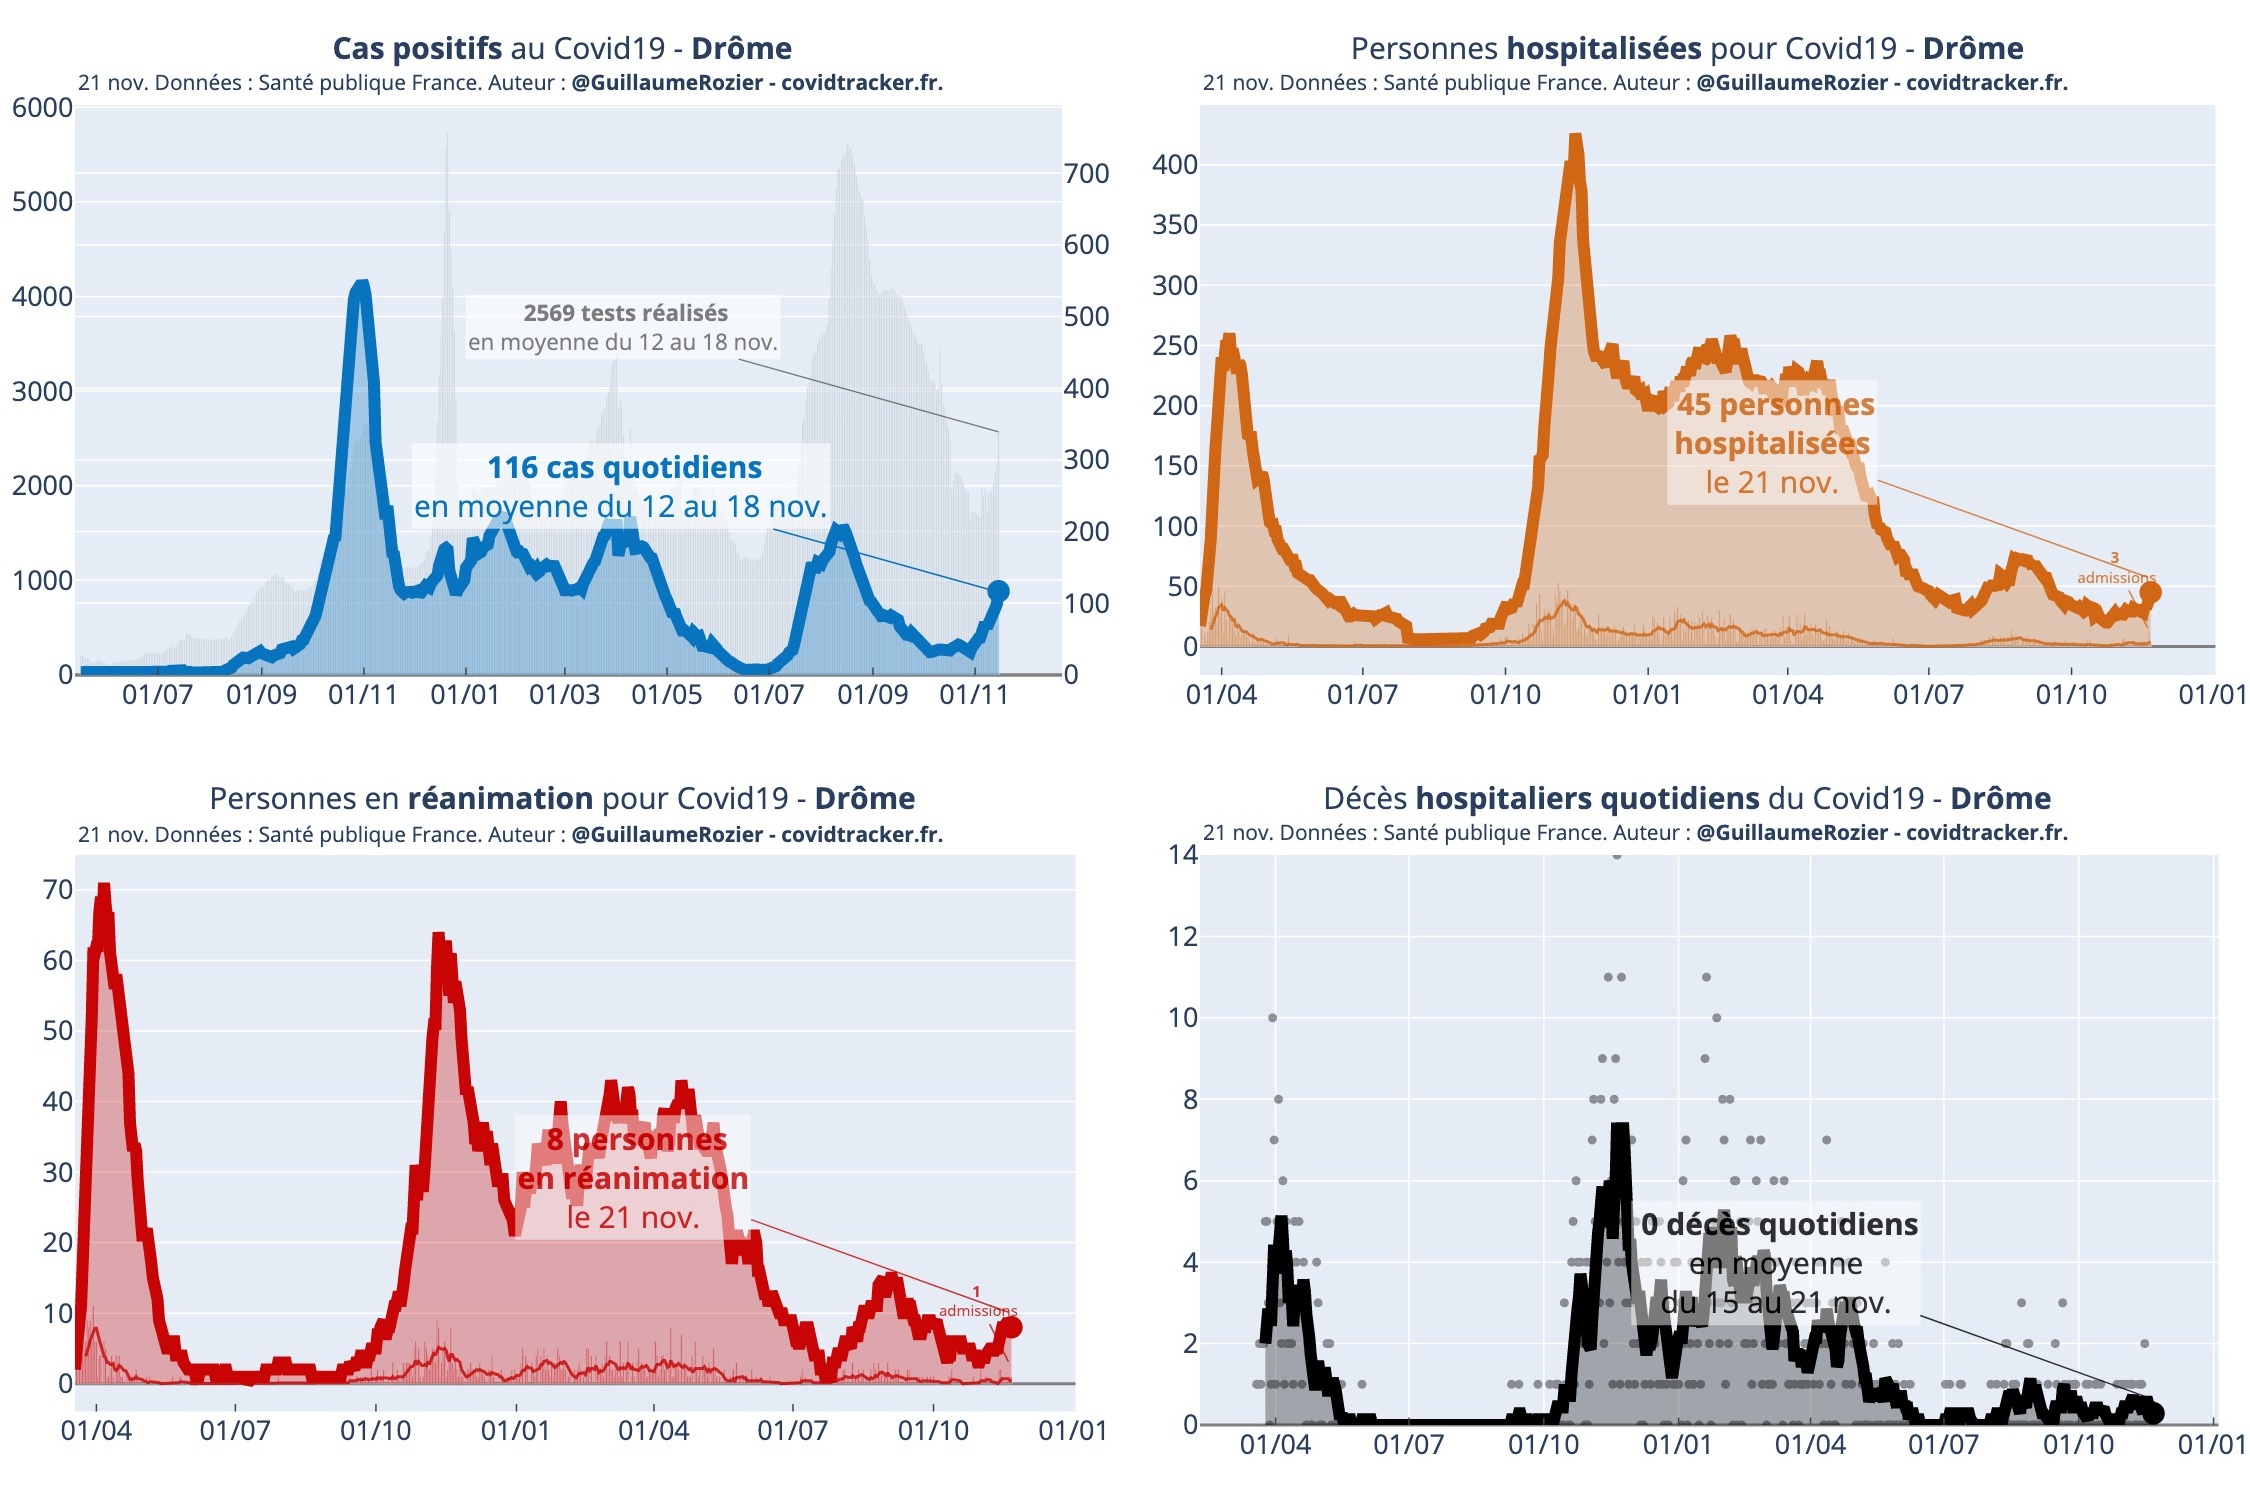 Cas positifs au Covid19 - Drôme
21 nov. Données : Santé publique France. Auteur : @GuillaumeRozier - covidtracker.fr.
6000
5000
4000
3000
2000
1000
0
700
600
500
400
300
200
100
0
2569 tests réalisés
en moyenne du 12 au 18 nov.
116 cas quotidiens
en moyenne du 12 au 18 nov.
01/07 01/09 01/11 01/01 01/03 01/05 01/07 01/09 01/11
Personnes hospitalisées pour Covid19 - Drôme
21 nov. Données : Santé publique France. Auteur : @GuillaumeRozier - covidtracker.fr.
400
350
300
250
200
150
100
50
0
45 personnes
hospitalisées
le 21 nov.
3
admissions
01/04 01/07 01/10 01/01 01/04 01/07 01/10 01/01
Personnes en réanimation pour Covid19 - Drôme
21 nov. Données : Santé publique France. Auteur : @GuillaumeRozier - covidtracker.fr.
70
60
50
40
30
20
10
0
8 personnes
en réanimation
le 21 nov.
1
admissions
01/04 01/07 01/10 01/01 01/04 01/07 01/10 01/01
Décès hospitaliers quotidiens du Covid19 - Drôme
21 nov. Données : Santé publique France. Auteur : @GuillaumeRozier - covidtracker.fr.
14
12
10
8
6
4
2
0
0 décès quotidiens
en moyenne
du 15 au 21 nov.
01/04 01/07 01/10 01/01 01/04 01/07 01/10 01/01